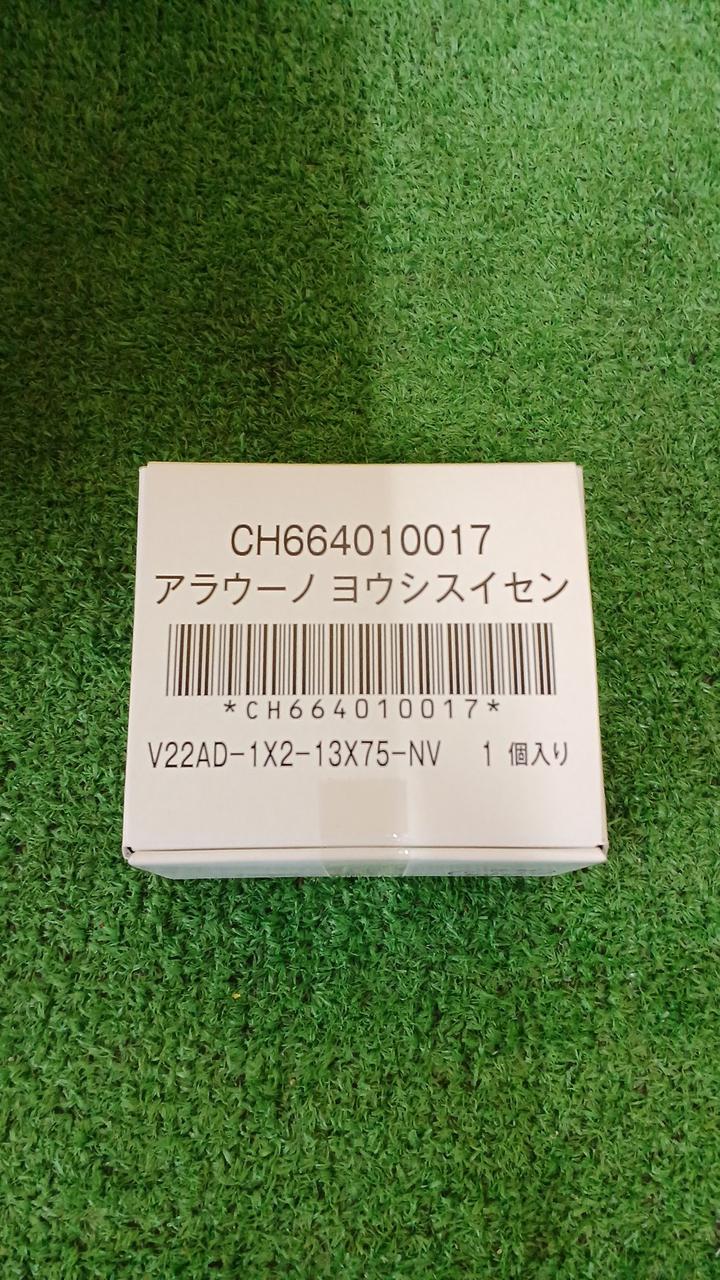 CH664010017
アラウーノ ヨウシスイセン
*CH664010017*
V22AD-1X2-13X75-NV 1 個入り